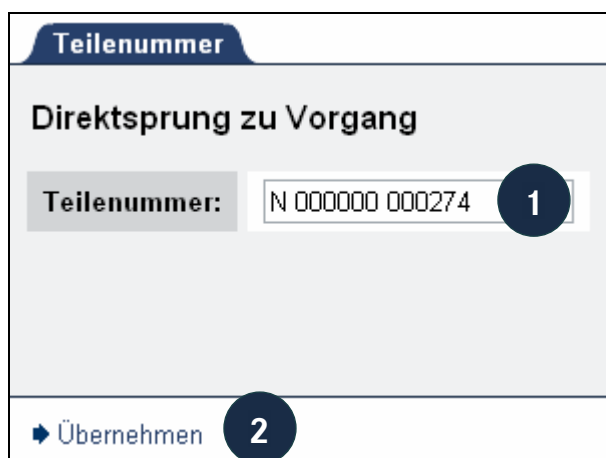 Teilenummer
Direktsprung zu Vorgang
Teilenummer: N 000000 000274 1
Übernehmen 2